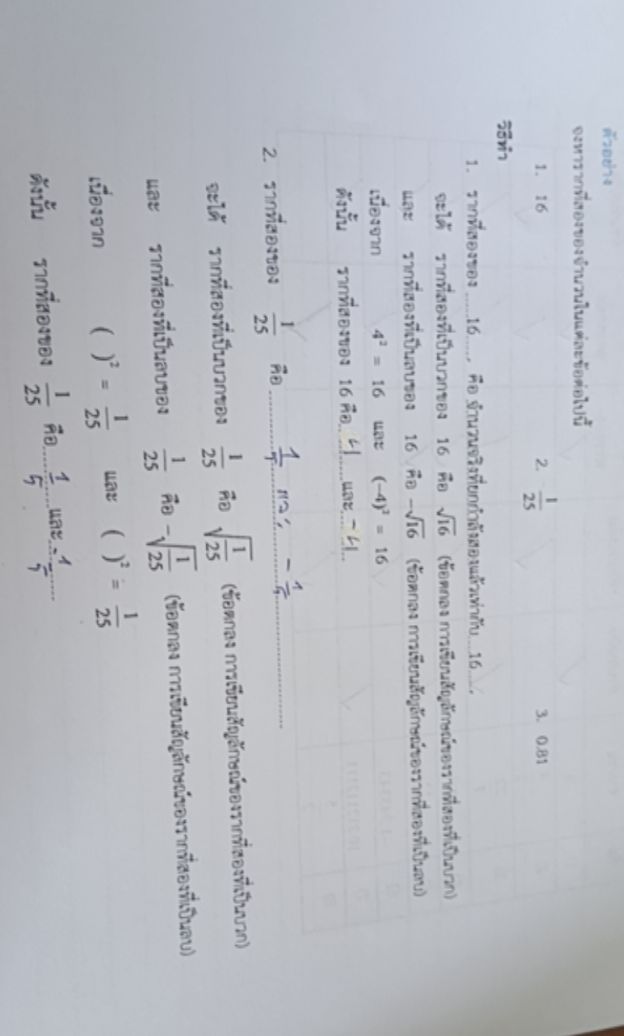 ตัวอย่าง
จงหารากที่สองของจำนวนในแต่ละข้อต่อไปนี้
1. 16 2. 1/25 3. 0.81
วิธีทำ
1. รากที่สองของ ......16...... คือ จำนวนจริงที่ยกกำลังสองแล้วเท่ากับ....16......
จะได้ รากที่สองที่เป็นบวกของ 16 คือ √16 (ข้อตกลง การเขียนสัญลักษณ์ของรากที่สองที่เป็นบวก)
และ รากที่สองที่เป็นลบของ 16 คือ -√16 (ข้อตกลง การเขียนสัญลักษณ์ของรากที่สองที่เป็นลบ)
เนื่องจาก 4² = 16 และ (-4)² = 16
ดังนั้น รากที่สองของ 16 คือ...4.....และ..-4..
2. รากที่สองของ 1/25 คือ ............1/5 และ -1/5............
จะได้ รากที่สองที่เป็นบวกของ 1/25 คือ √(1/25) (ข้อตกลง การเขียนสัญลักษณ์ของรากที่สองที่เป็นบวก)
และ รากที่สองที่เป็นลบของ 1/25 คือ -√(1/25) (ข้อตกลง การเขียนสัญลักษณ์ของรากที่สองที่เป็นลบ)
เนื่องจาก ( )² = 1/25 และ ( )² = 1/25
ดังนั้น รากที่สองของ 1/25 คือ.....1/5...และ.-1/5......